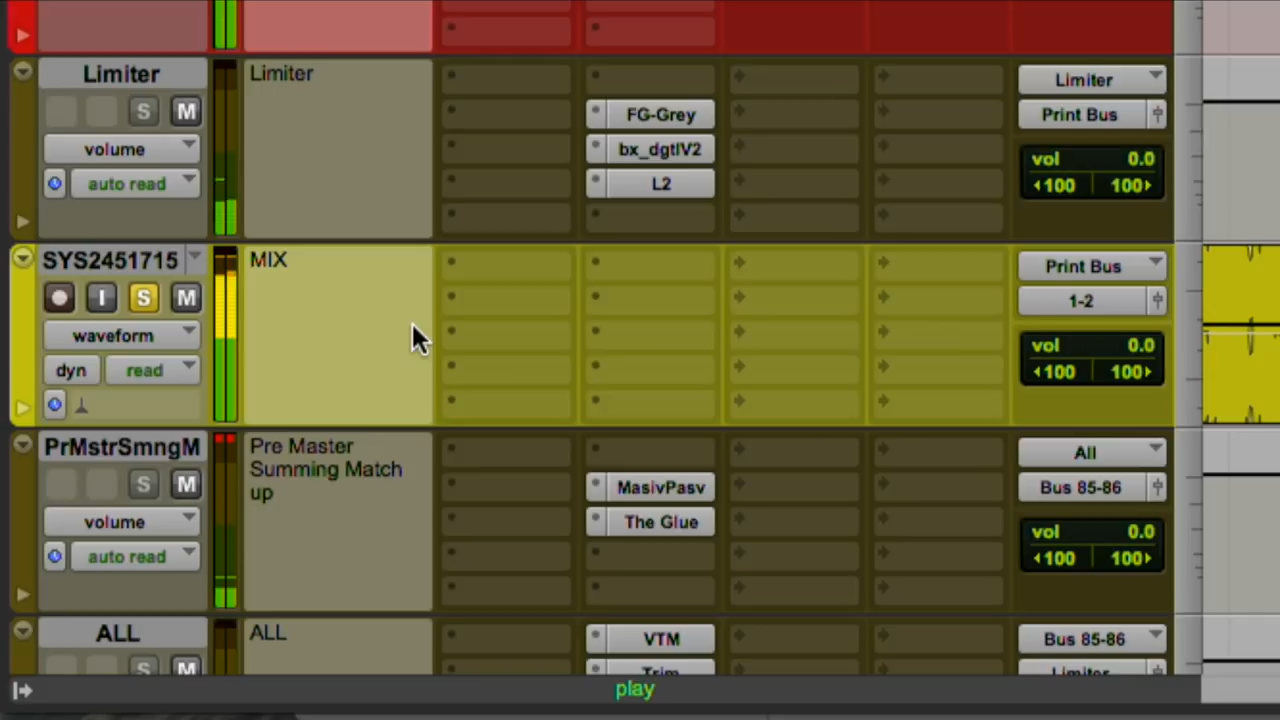 Limiter
Limiter
Limiter
S
M
FG-Grey
Print Bus
volume
bx_dgtlV2
vol 0.0
auto read
L2
100 100
SYS2451715
MIX
Print Bus
I
S
M
1-2
waveform
vol 0.0
dyn
read
100 100
PrMstrSmngM
Pre Master
Summing Match
up
All
S
M
MasivPasv
Bus 85-86
volume
The Glue
vol 0.0
auto read
100 100
ALL
ALL
VTM
Bus 85-86
S
M
Trim
Limiter
play